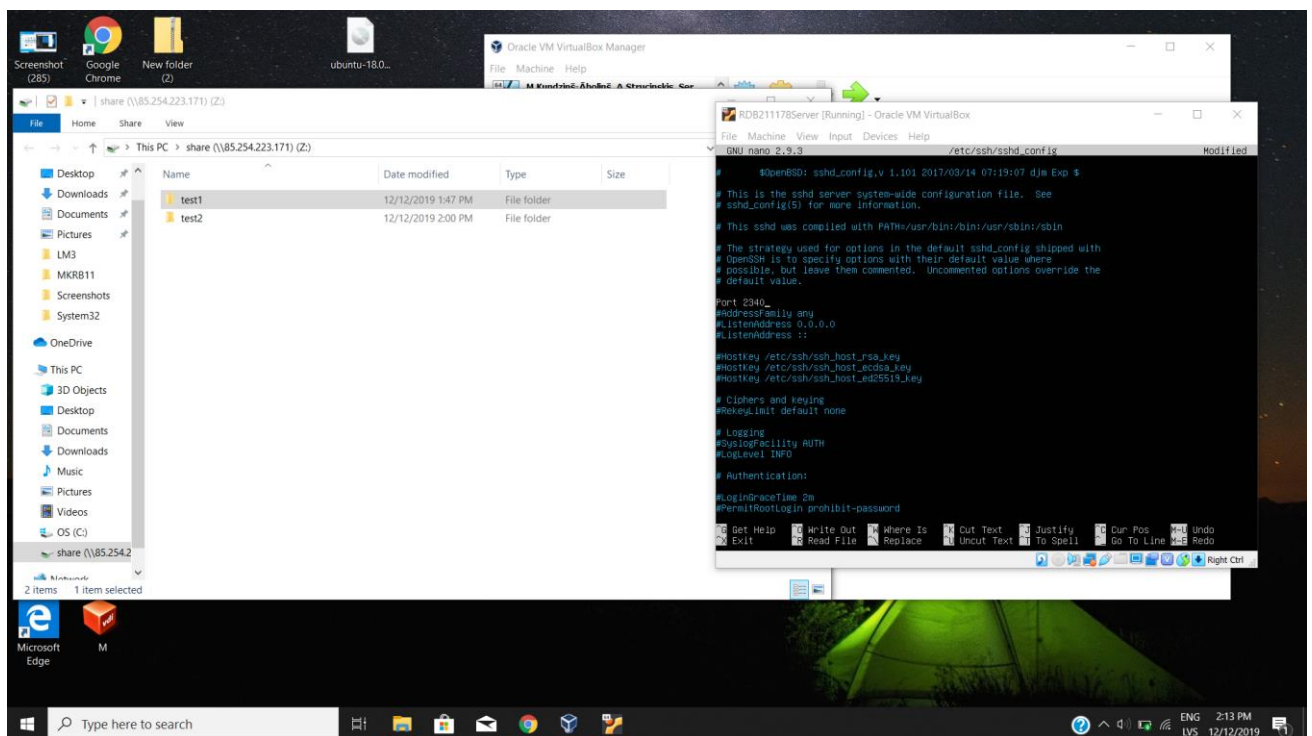 Screenshot (285)
Google Chrome
New folder (2)
ubuntu-18.0...
Oracle VM VirtualBox Manager
File Machine Help
M Kundziņš-Āboliņš, A Strucinskis, Ser
share (\\85.254.223.171) (Z:)
File Home Share View
This PC > share (\\85.254.223.171) (Z:)
Desktop
Downloads
Documents
Pictures
LM3
MKRB11
Screenshots
System32
OneDrive
This PC
3D Objects
Desktop
Documents
Downloads
Music
Pictures
Videos
OS (C:)
share (\\85.254.2
Network
Name Date modified Type Size
test1 12/12/2019 1:47 PM File folder
test2 12/12/2019 2:00 PM File folder
2 items 1 item selected
RDB211178Server [Running] - Oracle VM VirtualBox
File Machine View Input Devices Help
GNU nano 2.9.3 /etc/ssh/sshd_config Modified
# $OpenBSD: sshd_config,v 1.101 2017/03/14 07:19:07 djm Exp $
# This is the sshd server system-wide configuration file. See
# sshd_config(5) for more information.
# This sshd was compiled with PATH=/usr/bin:/bin:/usr/sbin:/sbin
# The strategy used for options in the default sshd_config shipped with
# OpenSSH is to specify options with their default value where
# possible, but leave them commented. Uncommented options override the
# default value.
Port 2340_
#AddressFamily any
#ListenAddress 0.0.0.0
#ListenAddress ::
#HostKey /etc/ssh/ssh_host_rsa_key
#HostKey /etc/ssh/ssh_host_ecdsa_key
#HostKey /etc/ssh/ssh_host_ed25519_key
# Ciphers and keying
#RekeyLimit default none
# Logging
#SyslogFacility AUTH
#LogLevel INFO
# Authentication:
#LoginGraceTime 2m
#PermitRootLogin prohibit-password
^G Get Help ^O Write Out ^W Where Is ^K Cut Text ^J Justify ^C Cur Pos M-U Undo
^X Exit ^R Read File ^\ Replace ^U Uncut Text ^T To Spell ^_ Go To Line M-E Redo
Right Ctrl
Microsoft Edge
vdi
M
Type here to search
ENG 2:13 PM
LVS 12/12/2019